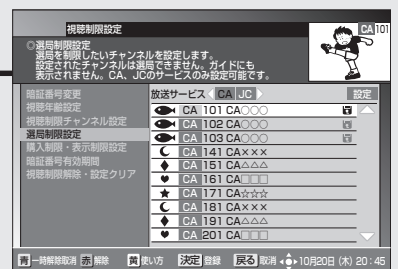 視聴制限設定
CA 101
◎選局制限設定
選局を制限したいチャンネルを設定します。
設定されたチャンネルは選局できません。ガイドにも
表示されません。CA、JCのサービスのみ設定可能です。
暗証番号変更
視聴年齢設定
視聴制限チャンネル設定
選局制限設定
購入制限・表示制限設定
暗証番号有効期間
視聴制限解除・設定クリア
放送サービス CA JC 設定
CA 101 CA○○○
CA 102 CA○○○
CA 103 CA○○○
CA 141 CA×××
CA 151 CA△△△
CA 161 CA□□□
CA 171 CA☆☆☆
CA 181 CA×××
CA 191 CA△△△
CA 201 CA□□□
青 一時解除取消 赤 解除 黄 使い方 決定 登録 戻る 取消 10月20日 (木) 20:45